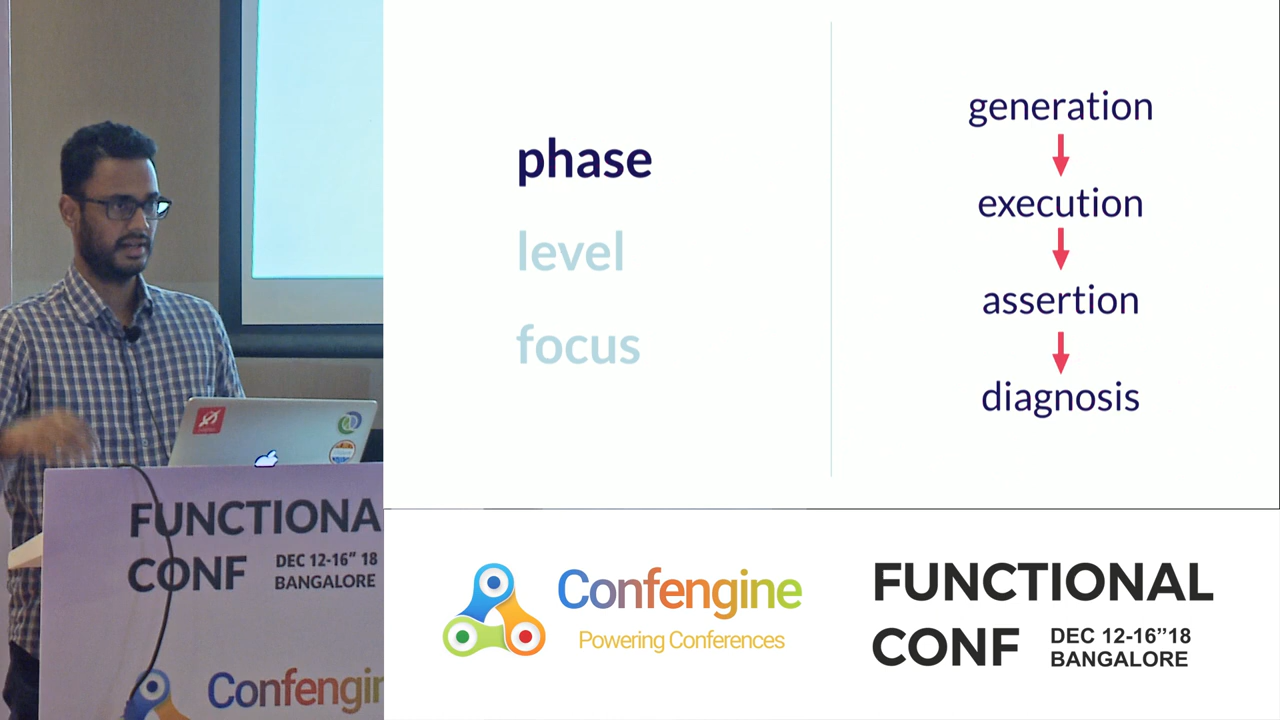 phase
level
focus
generation
execution
assertion
diagnosis
FUNCTIONA
CONF
DEC 12-16” 18
BANGALORE
Confengin
Confengine
Powering Conferences
FUNCTIONAL
CONF
DEC 12-16”18
BANGALORE